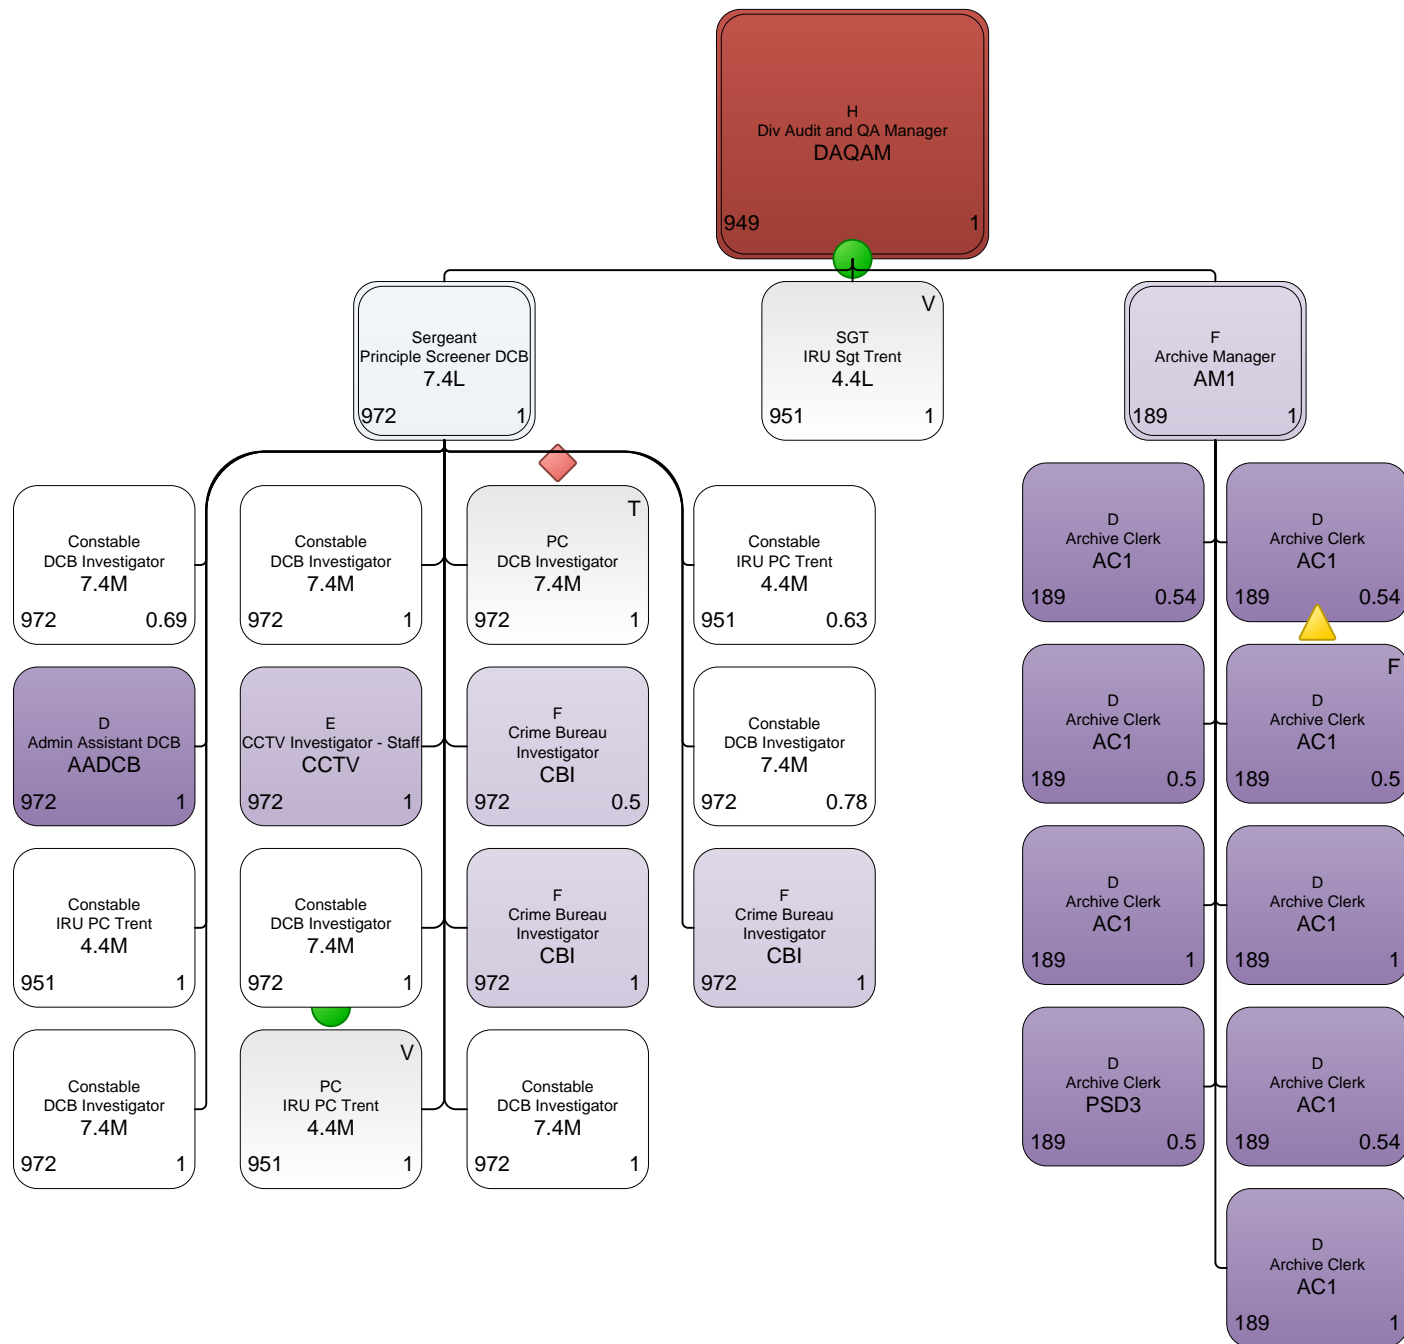 H
Div Audit and QA Manager
DAQAM
949 1
Sergeant
Principle Screener DCB
7.4L
972 1
V
SGT
IRU Sgt Trent
4.4L
951 1
F
Archive Manager
AM1
189 1
Constable
DCB Investigator
7.4M
972 0.69
Constable
DCB Investigator
7.4M
972 1
T
PC
DCB Investigator
7.4M
972 1
Constable
IRU PC Trent
4.4M
951 0.63
D
Archive Clerk
AC1
189 0.54
D
Archive Clerk
AC1
189 0.54
D
Admin Assistant DCB
AADCB
972 1
E
CCTV Investigator - Staff
CCTV
972 1
F
Crime Bureau
Investigator
CBI
972 0.5
Constable
DCB Investigator
7.4M
972 0.78
D
Archive Clerk
AC1
189 0.5
F
D
Archive Clerk
AC1
189 0.5
Constable
IRU PC Trent
4.4M
951 1
Constable
DCB Investigator
7.4M
972 1
F
Crime Bureau
Investigator
CBI
972 1
F
Crime Bureau
Investigator
CBI
972 1
D
Archive Clerk
AC1
189 1
D
Archive Clerk
AC1
189 1
Constable
DCB Investigator
7.4M
972 1
V
PC
IRU PC Trent
4.4M
951 1
Constable
DCB Investigator
7.4M
972 1
D
Archive Clerk
PSD3
189 0.5
D
Archive Clerk
AC1
189 0.54
D
Archive Clerk
AC1
189 1